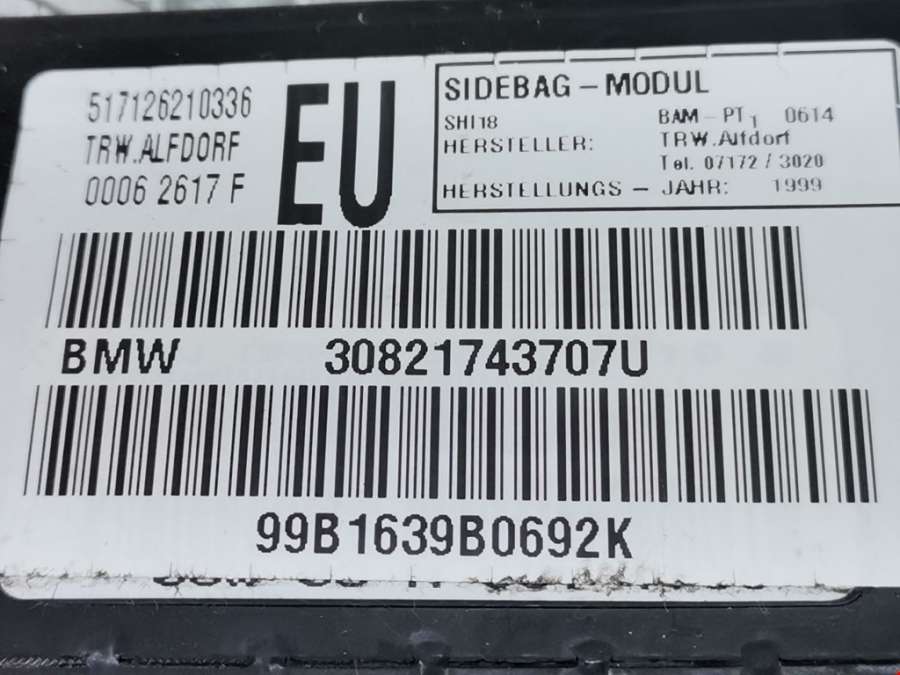 517126210336
TRW.ALFDORF
00062 2617 F
EU
SIDEBAG-MODUL
SHI18 BAM-PT1 0614
HERSTELLER: TRW.Alfdorf
Tel. 07172/3020
HERSTELLUNGS-JAHR: 1999
BMW 30821743707U
99B1639B0692K